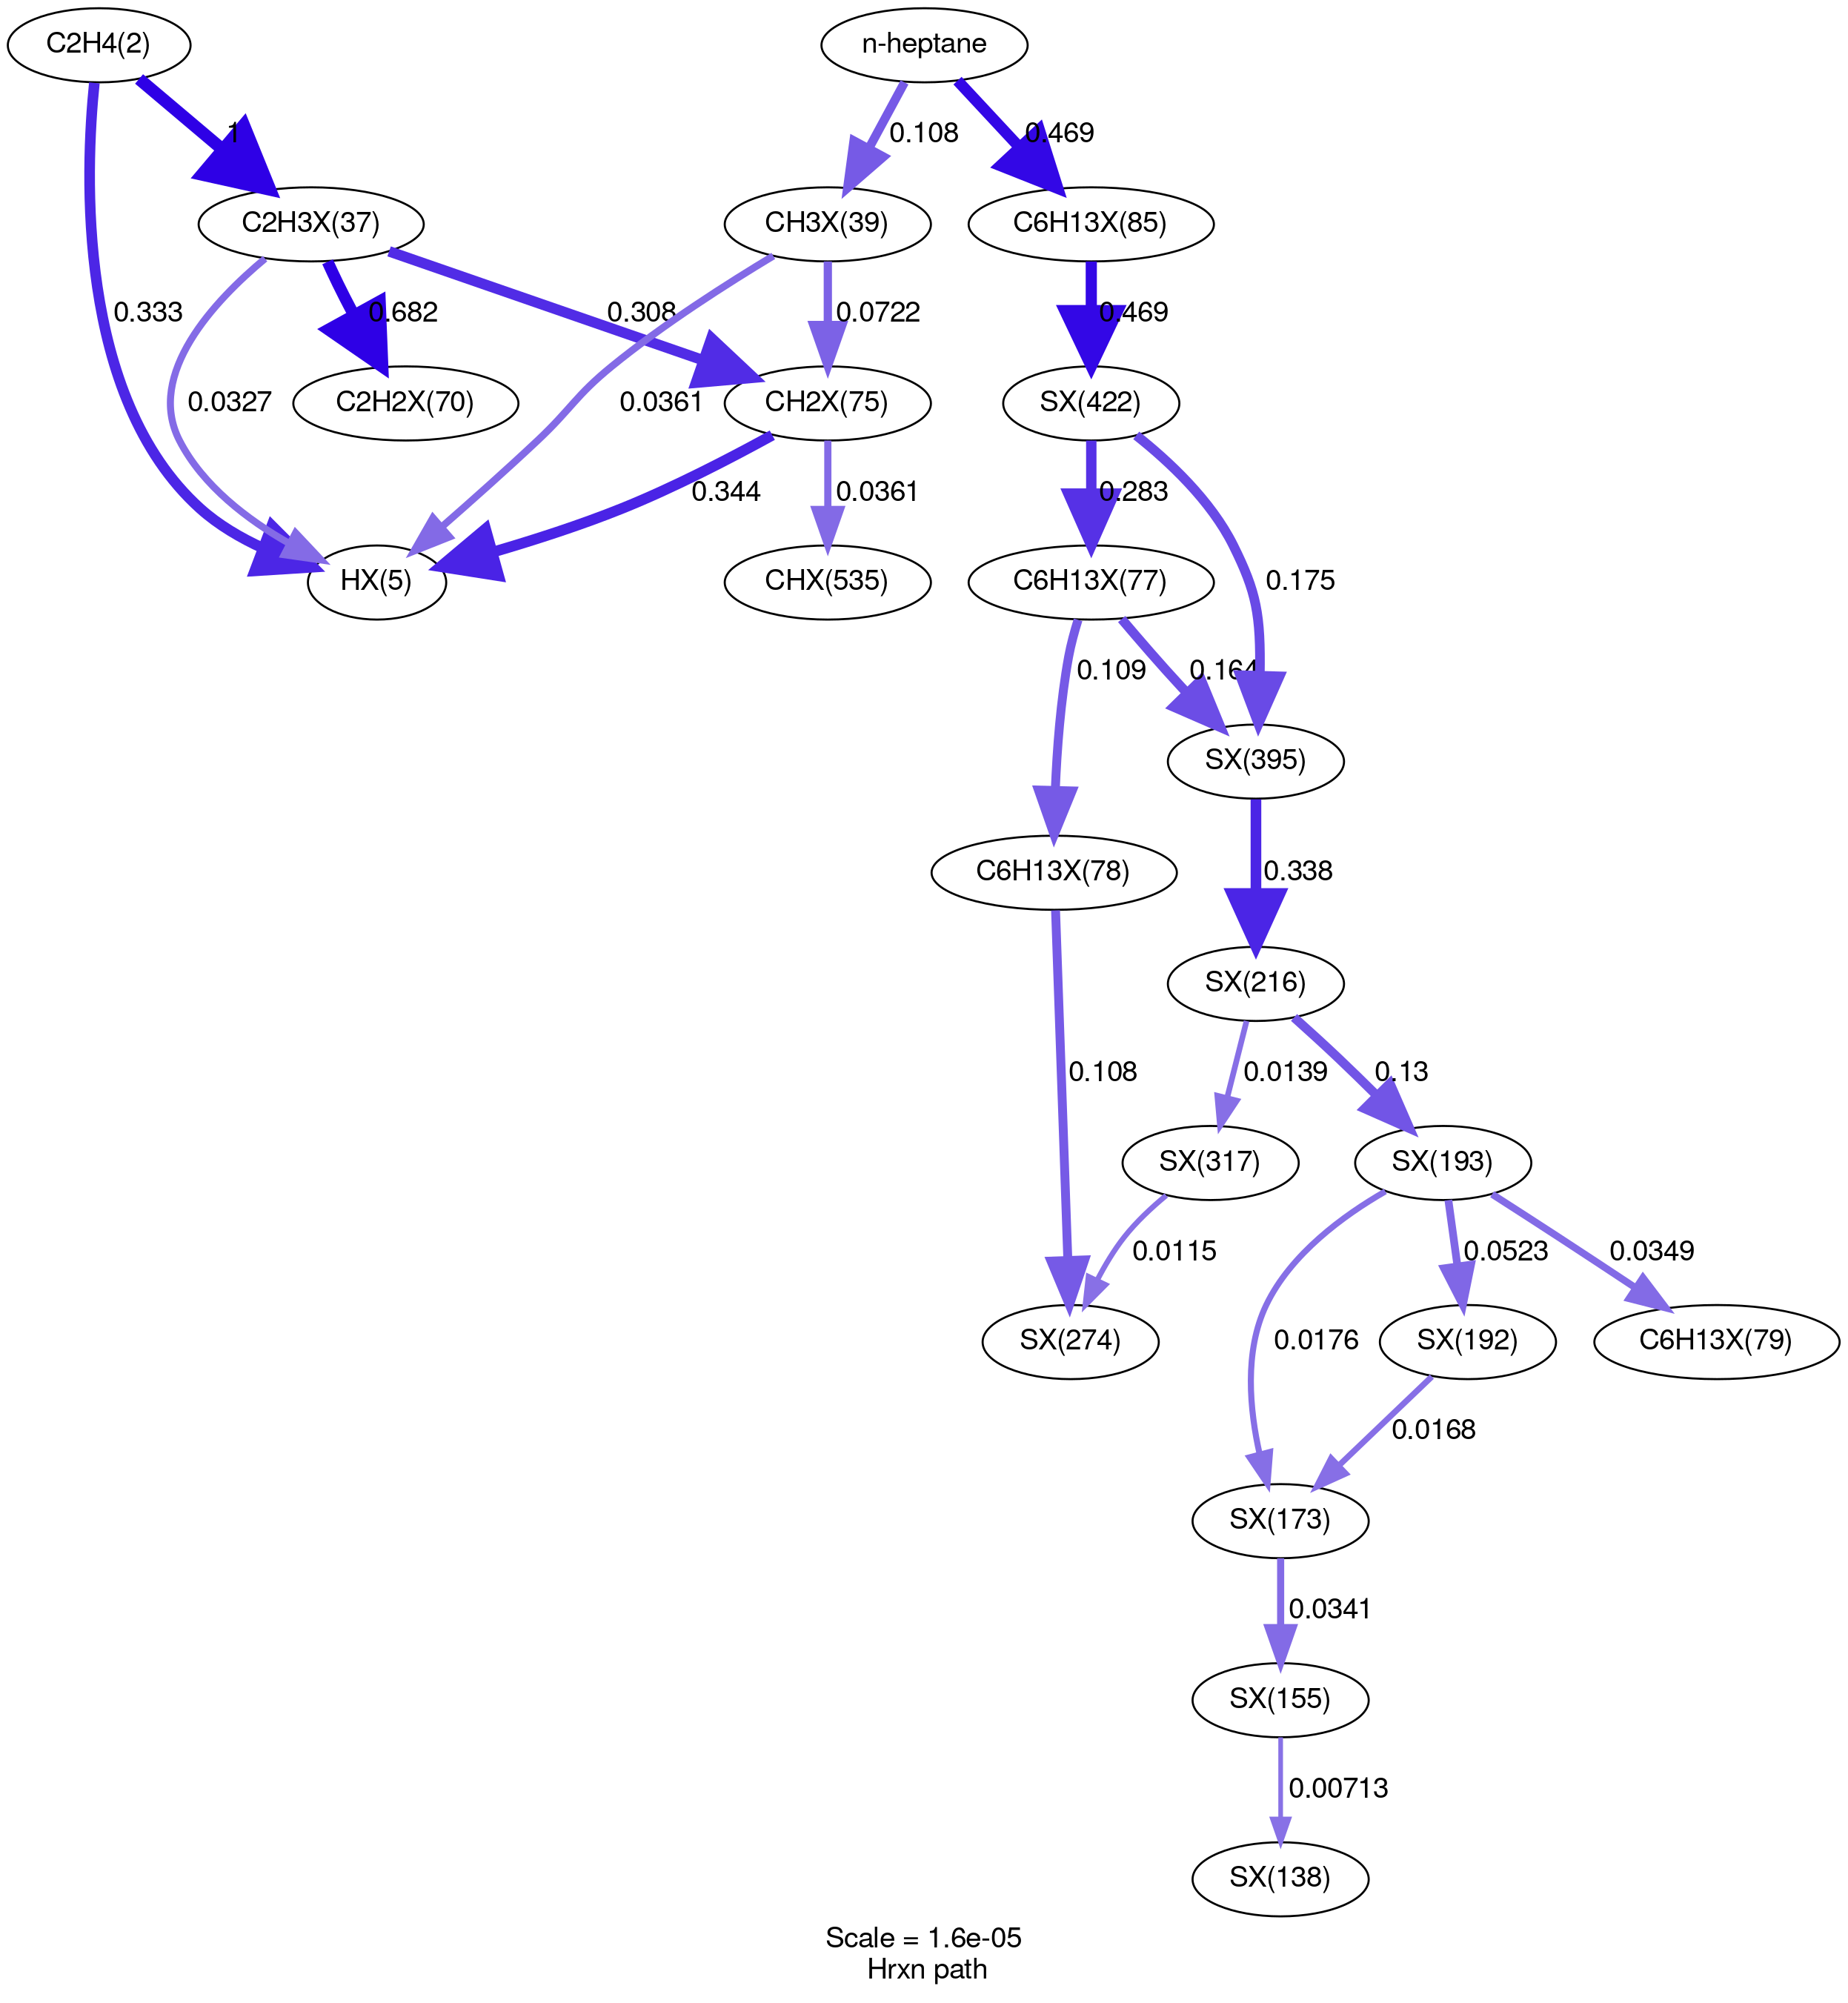 C2H4(2)
n-heptane
1
0.108
0.469
C2H3X(37)
CH3X(39)
C6H13X(85)
0.333
0.682
0.308
0.0722
0.469
0.0327
C2H2X(70)
0.0361
CH2X(75)
SX(422)
0.344
0.0361
0.283
HX(5)
CHX(535)
C6H13X(77)
0.175
0.109
0.164
SX(395)
C6H13X(78)
0.338
SX(216)
0.108
0.0139
0.13
SX(317)
SX(193)
0.0115
0.0523
0.0349
SX(274)
0.0176
SX(192)
C6H13X(79)
0.0168
SX(173)
0.0341
SX(155)
0.00713
SX(138)
Scale = 1.6e-05
Hrxn path